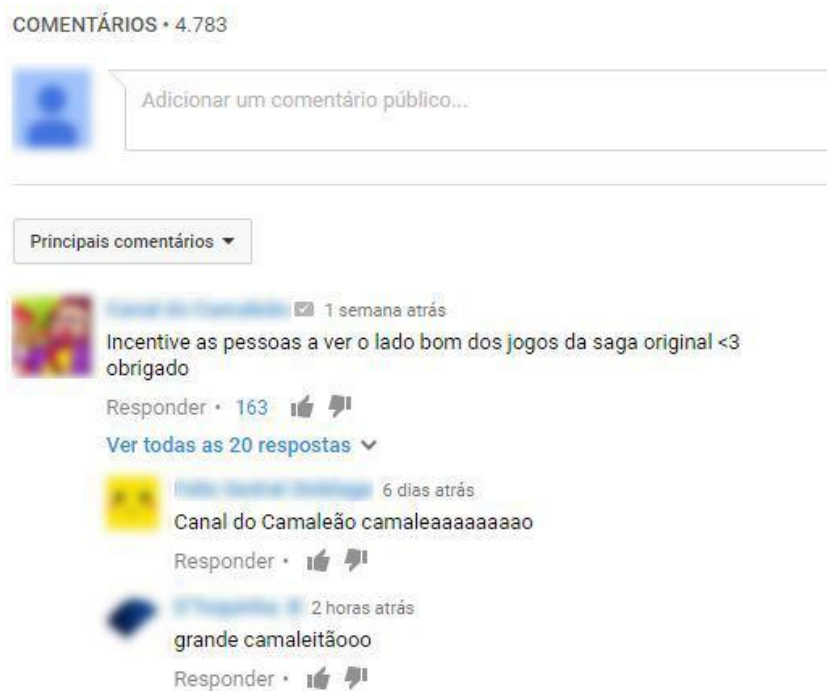 COMENTÁRIOS • 4.783
Adicionar um comentário público...
Principais comentários
1 semana atrás
Incentive as pessoas a ver o lado bom dos jogos da saga original <3
obrigado
Responder • 163
Ver todas as 20 respostas
6 dias atrás
Canal do Camaleão camaleaaaaaaaao
Responder •
2 horas atrás
grande camaleitãooo
Responder •